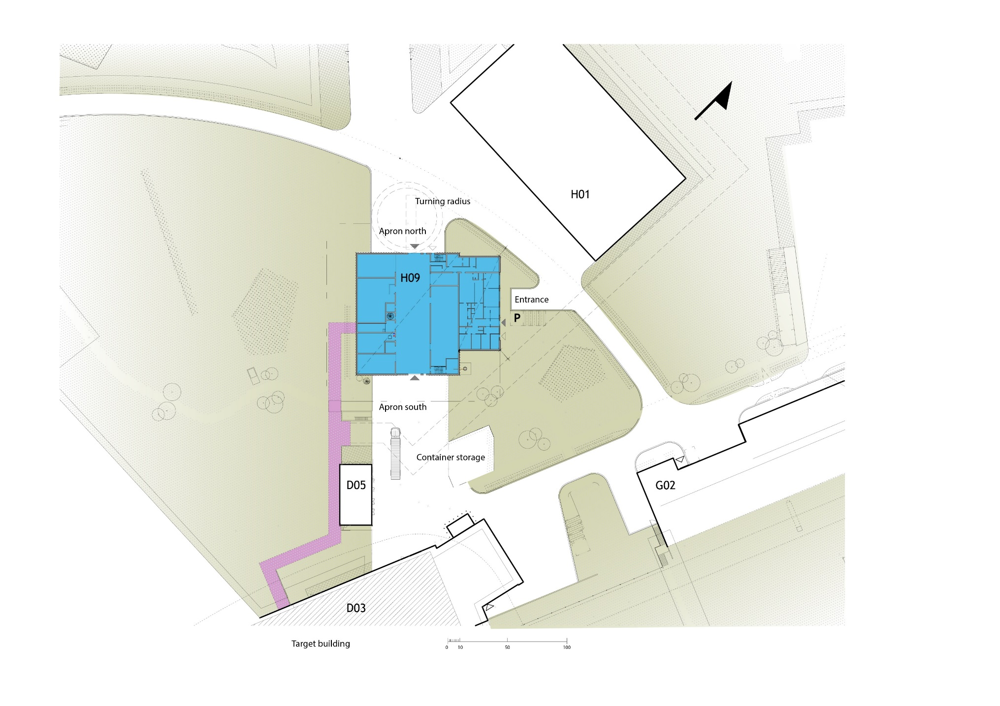 H01
Turning radius
Apron north
H09
Entrance
P
Apron south
Container storage
D05
G02
D03
Target building
0 10 50 100